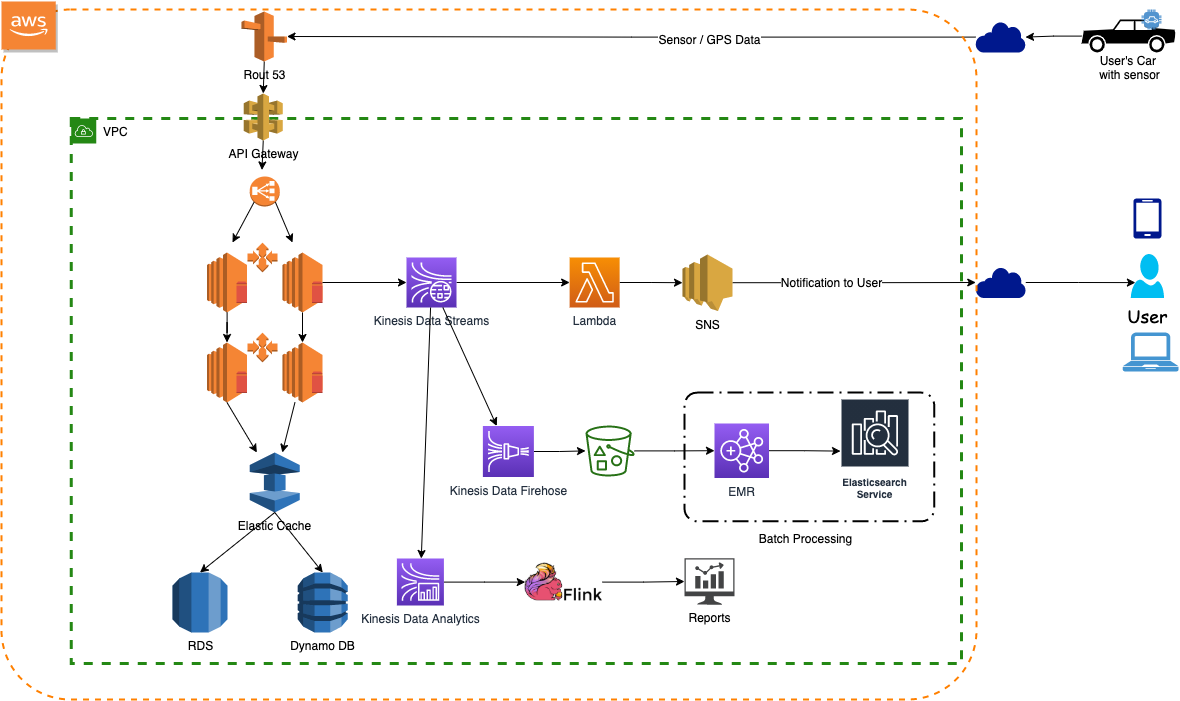 aws
Sensor / GPS Data
User's Car
with sensor
Rout 53
VPC
API Gateway
Notification to User
Kinesis Data Streams
Lambda
SNS
User
Kinesis Data Firehose
EMR
Elasticsearch
Service
Elastic Cache
Batch Processing
Flink
Kinesis Data Analytics
Reports
RDS
Dynamo DB